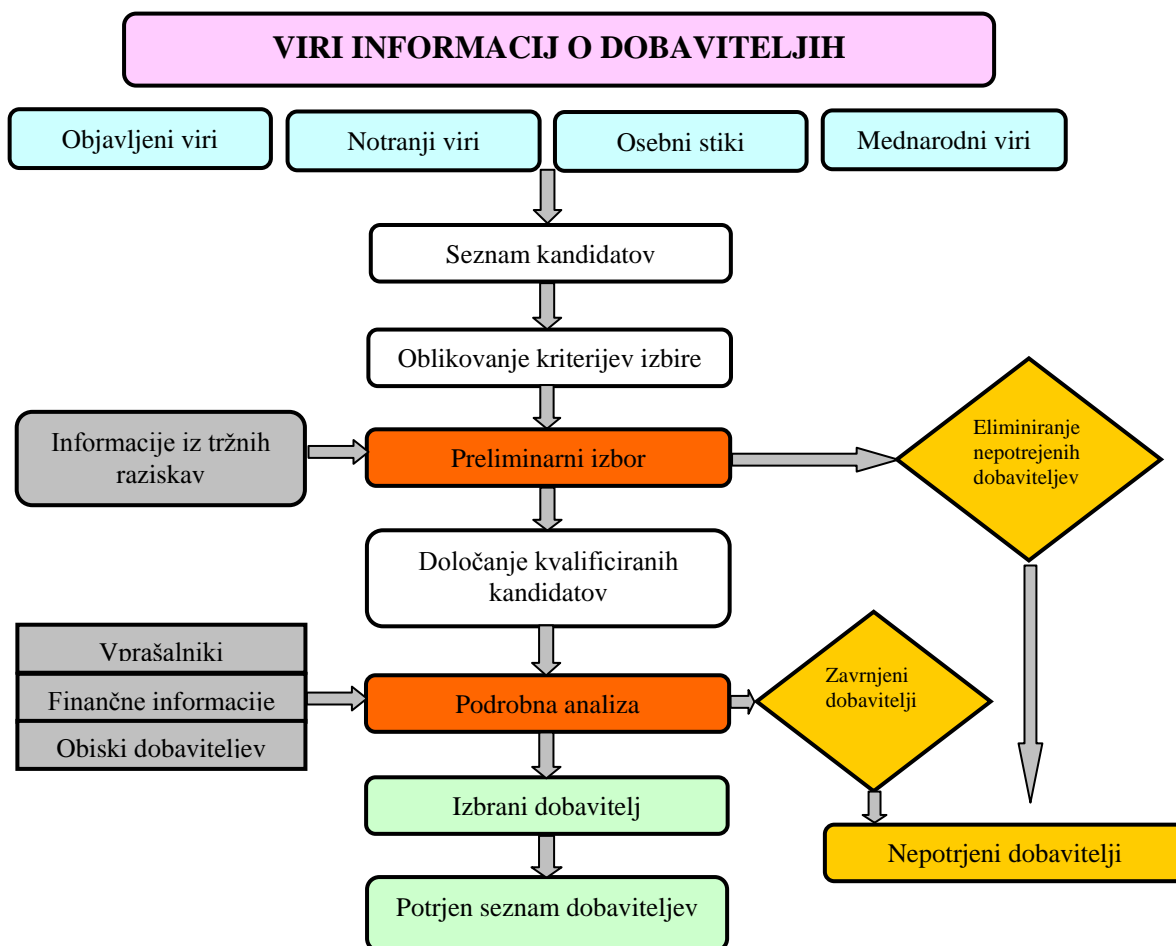 VIRI INFORMACIJ O DOBAVITELJIH
Objavljeni viri
Notranji viri
Osebni stiki
Mednarodni viri
Seznam kandidatov
Oblikovanje kriterijev izbire
Informacije iz tržnih
raziskav
Preliminarni izbor
Eliminiranje
nepotrejenih
dobaviteljev
Določanje kvalificiranih
kandidatov
Vprašalniki
Finančne informacije
Obiski dobaviteljev
Podrobna analiza
Zavrnjeni
dobavitelji
Izbrani dobavitelj
Nepotrjeni dobavitelji
Potrjen seznam dobaviteljev